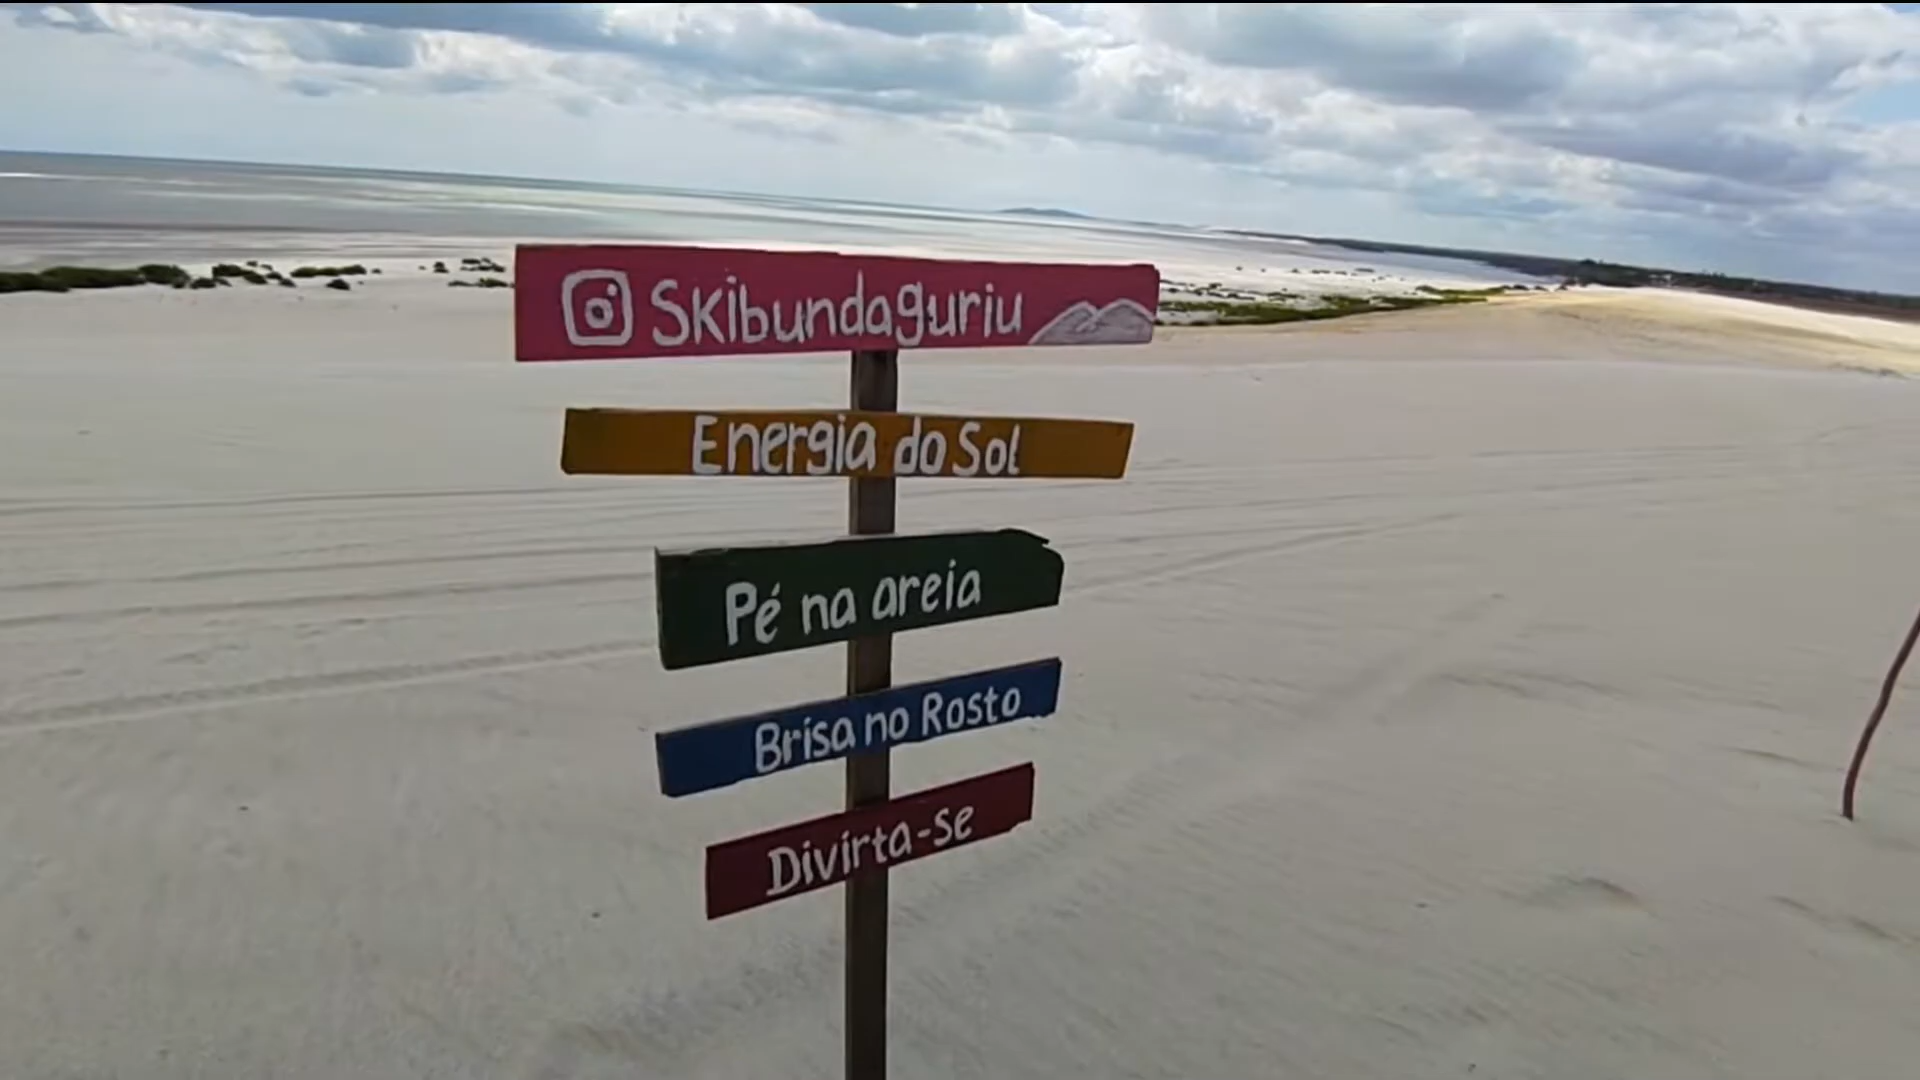 Skibundaguriu
Energia do Sol
Pé na areia
Brisa no Rosto
Divirta-se